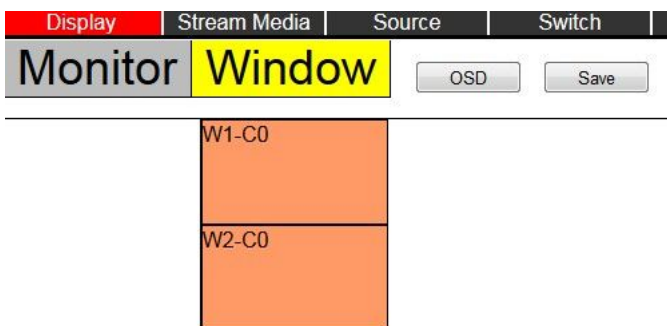 Display Stream Media Source Switch
Monitor Window OSD Save
W1-C0
W2-C0